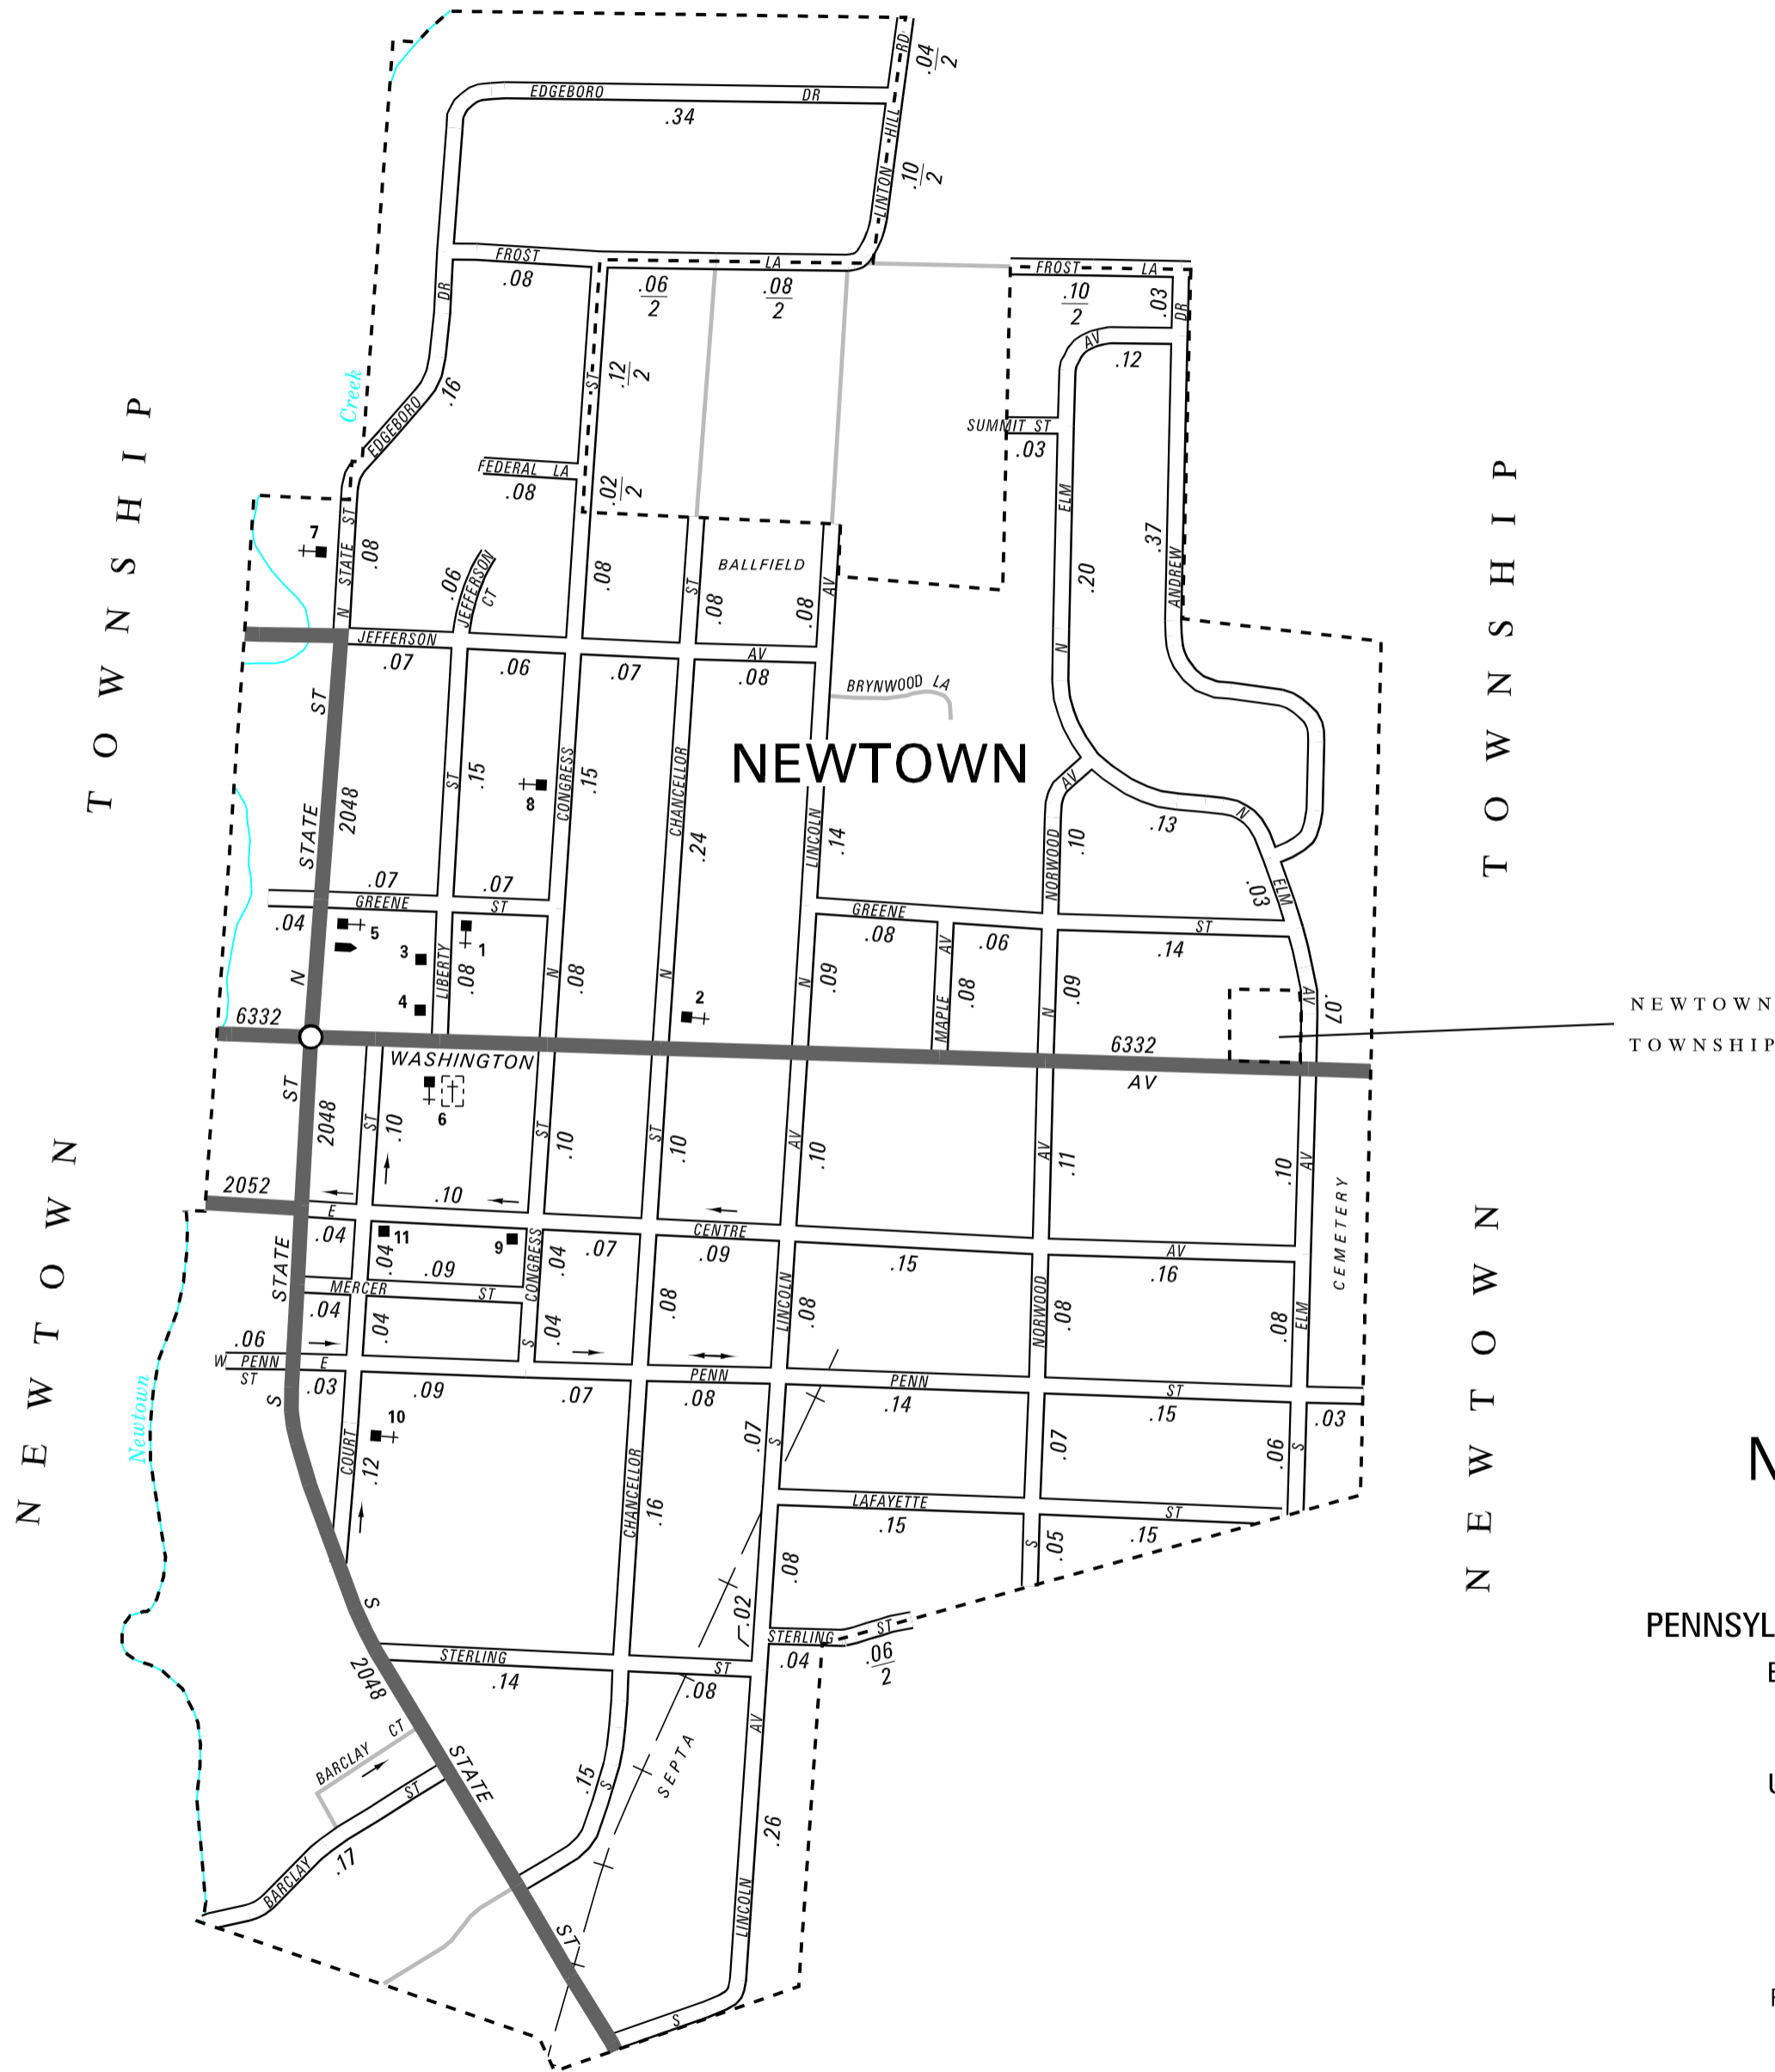 RD
.04
2
EDGEBORO DR
.34
LINTON HILL
.10
2
FROST LA
.08
.06
2
.08
2
FROST LA
.10
2
.03
DR
DR
AV
.12
Creek
.16
EDGEBORO
ST
.12
2
SUMMIT ST
.03
FEDERAL LA
.08
.02
2
ELM
.37
7
N STATE ST
.08
.06
JEFFERSON
CT
.08
ST
.08
BALLFIELD
.08
AV
.20
ANDREW
TOWNSHIP
TOWNSHIP
JEFFERSON AV
.07
.06
.07
.08
N
BRYNWOOD LA
ST
NEWTOWN
STATE
2048
ST
.15
8
CONGRESS
.15
CHANCELLOR
.24
LINCOLN
.14
AV
NORWOOD
.10
.13
N
.03
ELM
.07
.07
GREENE ST
.04
5
3
1
GREENE ST
.08
.06
.14
N
4
LIBERTY
.08
N
.08
N
2
N
.09
MAPLE AV
.08
N
.09
AV
.07
NEWTOWN
TOWNSHIP
6332
WASHINGTON
6332
AV
ST
2048
ST
.10
6
ST
.10
ST
.10
AV
.10
AV
.11
.10
AV
2052
E
.10
CENTRE AV
.04
11
.04
9
.09
CONGRESS
.04
.07
.09
.15
.16
CEMETERY
STATE
MERCER ST
.04
.04
S
.04
.08
LINCOLN
.08
NORWOOD
.08
.08
ELM
NEWTOWN
NEWTOWN
.06
W PENN
ST
E
PENN
PENN
ST
.03
.09
.07
.08
.14
.15
.03
S
Newtown
10
COURT
.12
CHANCELLOR
.16
.07
S
.07
.06
S
N
LAFAYETTE ST
.15
.15
.08
S
.05
S
.02
PENNSYL
STERLING ST
.14
.08
STERLING ST
.04
.06
2
2048
BARCLAY CT
STATE
ST
BARCLAY
.17
.15
S
SEPTA
AV
.26
LINCOLN
ST
S